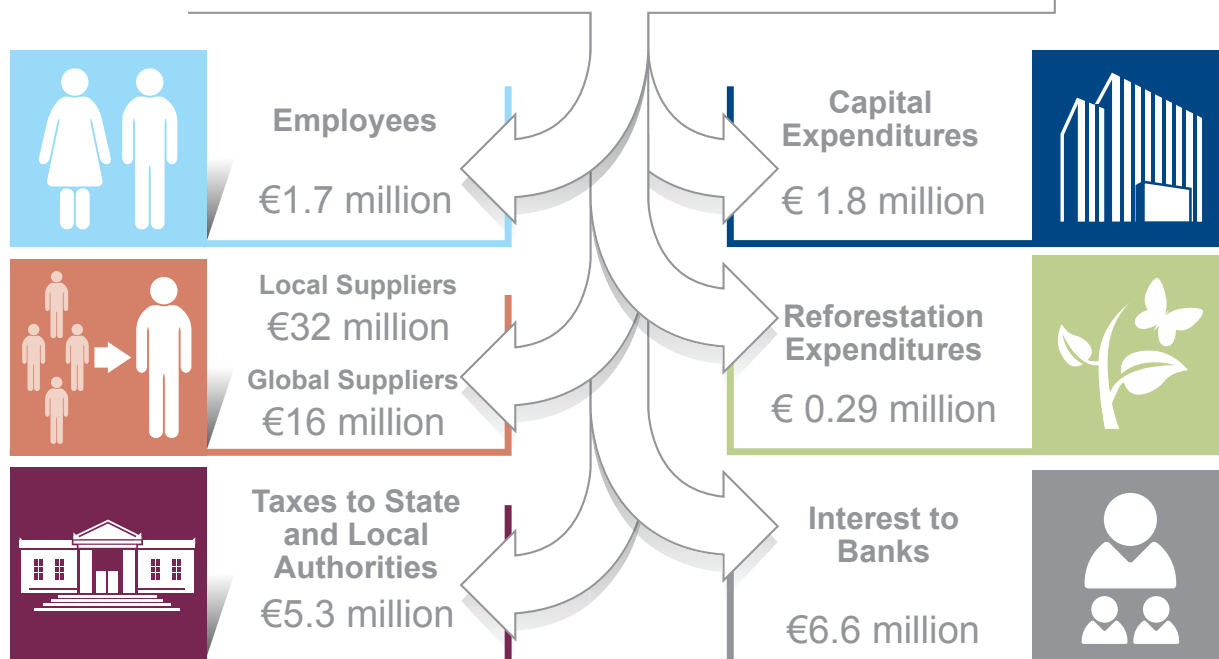 Employees
€1.7 million
Capital
Expenditures
€ 1.8 million
Local Suppliers
€32 million
Global Suppliers
€16 million
Reforestation
Expenditures
€ 0.29 million
Taxes to State
and Local
Authorities
€5.3 million
Interest to
Banks
€6.6 million